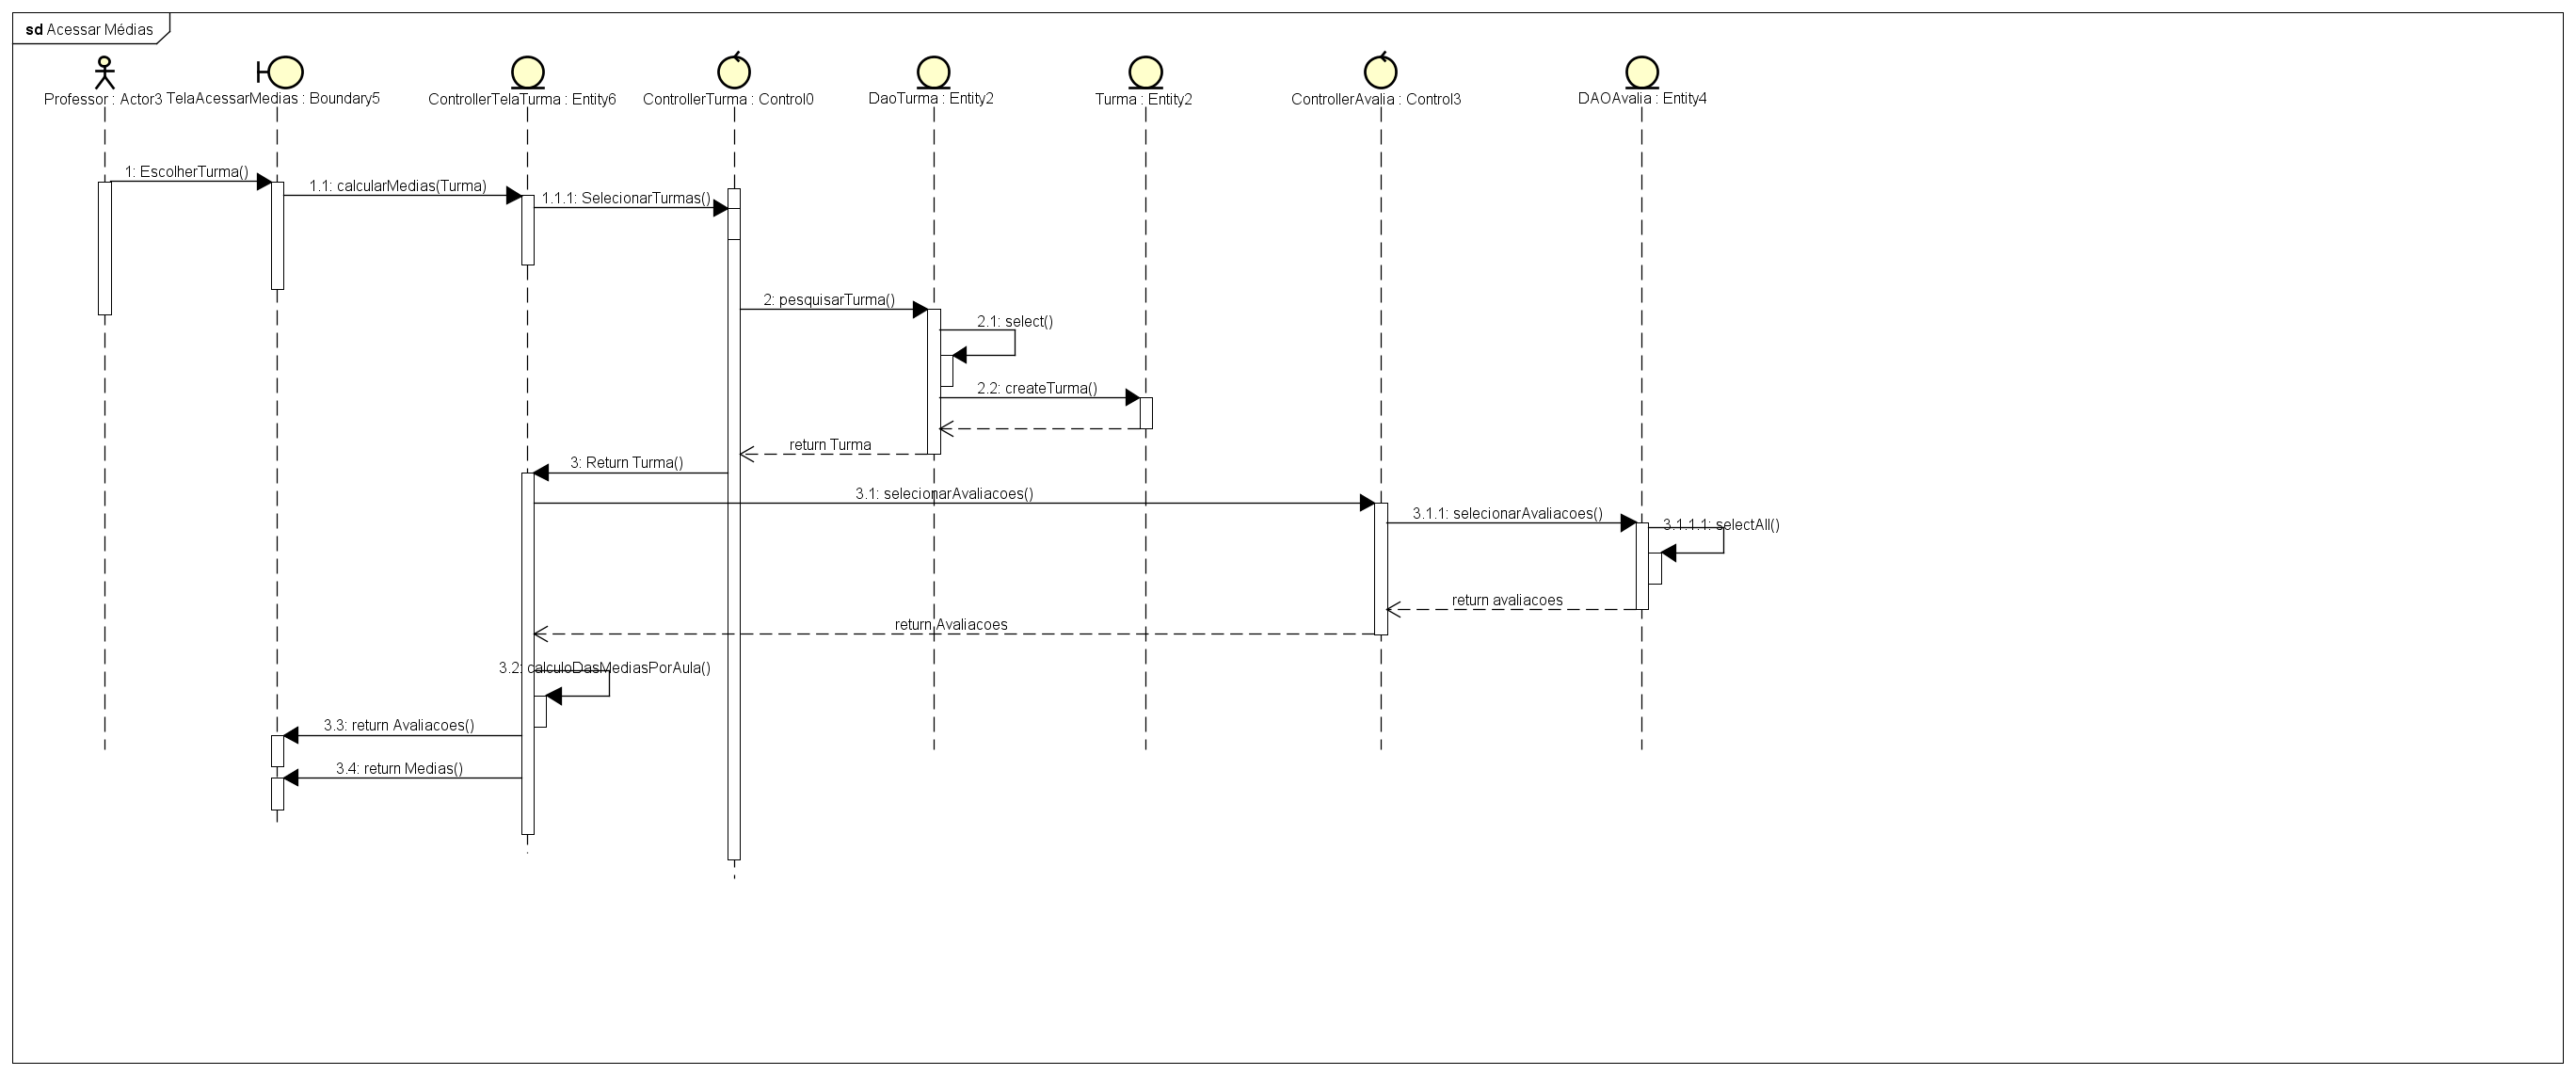 sd Acessar Médias
Professor : Actor3
TelaAcessarMedias : Boundary5
ControllerTelaTurma : Entity6
ControllerTurma : Control0
DaoTurma : Entity2
Turma : Entity2
ControllerAvalia : Control3
DAOAvalia : Entity4
1: EscolherTurma()
1.1: calcularMedias(Turma)
1.1.1: SelecionarTurmas()
2: pesquisarTurma()
2.1: select()
2.2: createTurma()
return Turma
3: Return Turma()
3.1: selecionarAvaliacoes()
3.1.1: selecionarAvaliacoes()
3.1.1.1: selectAll()
return avaliacoes
return Avaliacoes
3.2: calculoDasMediasPorAula()
3.3: return Avaliacoes()
3.4: return Medias()